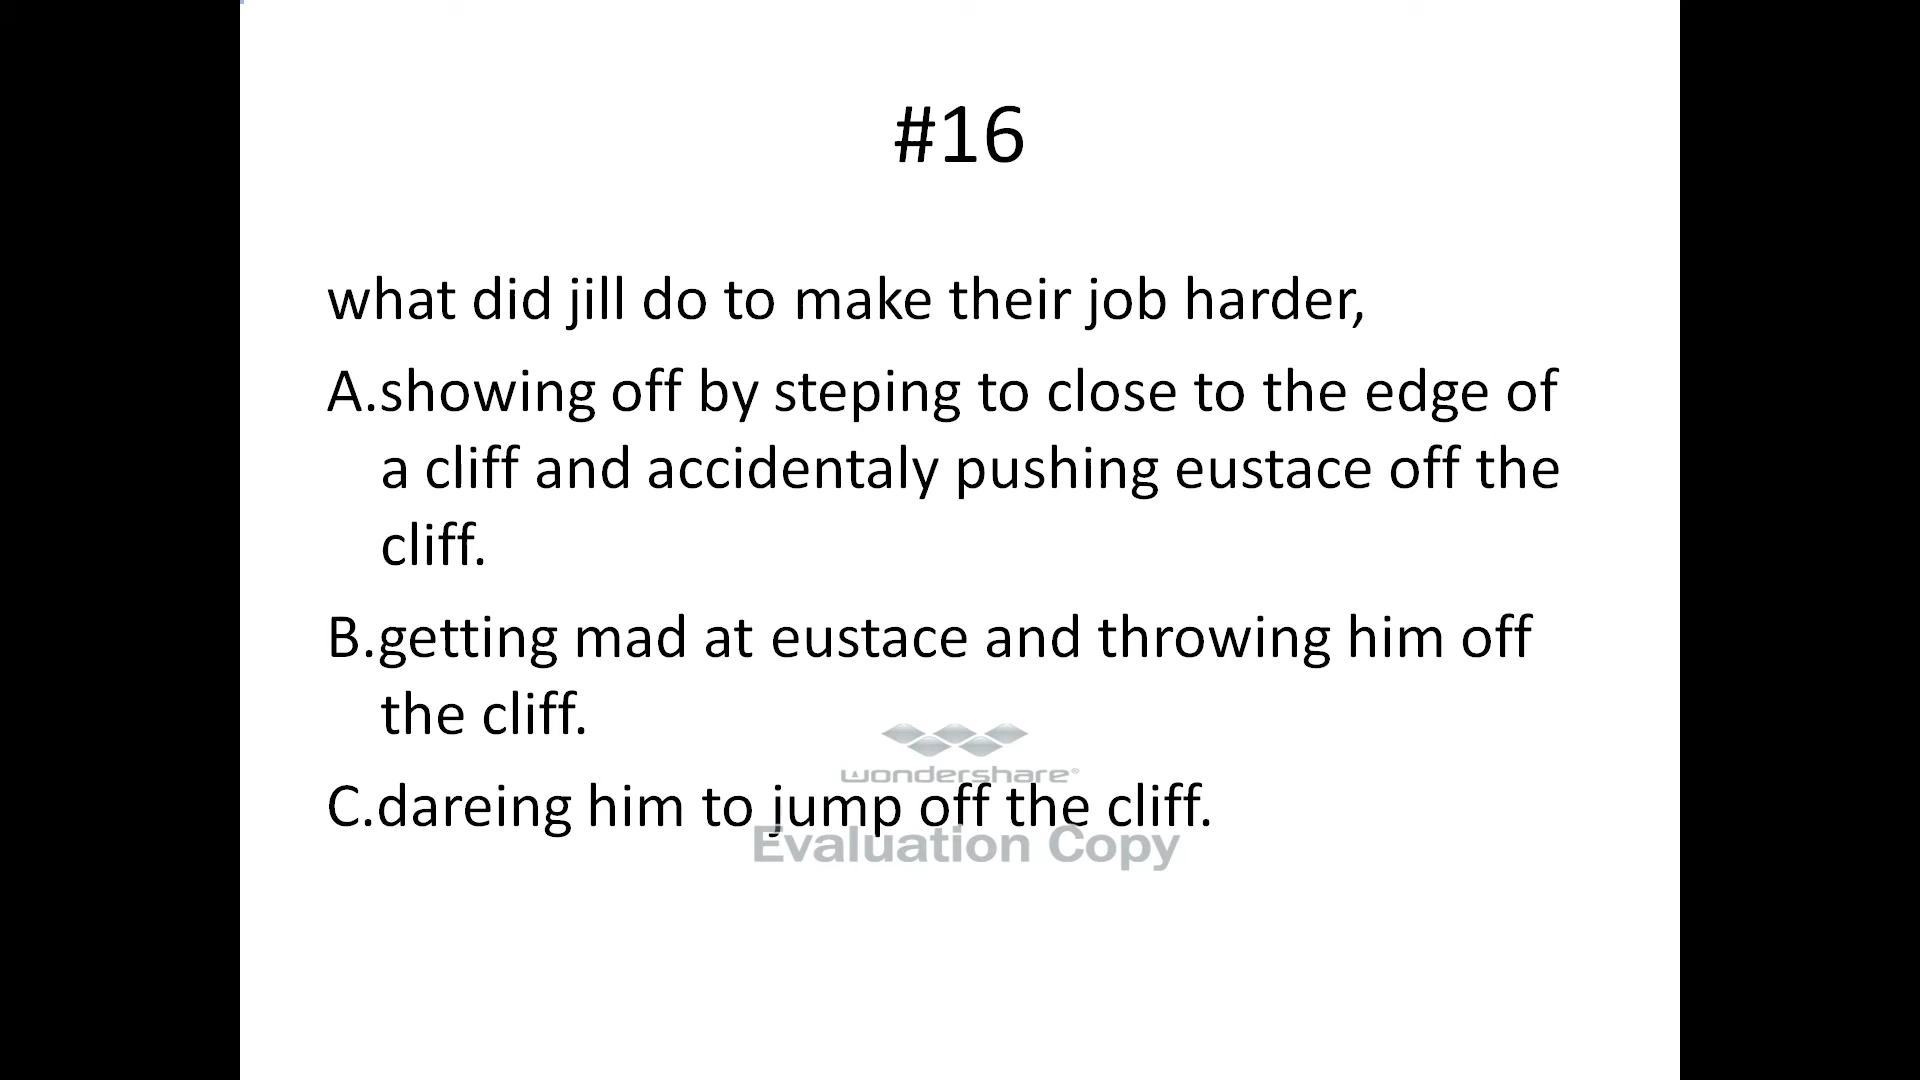 #16
what did jill do to make their job harder,
A.showing off by steping to close to the edge of
a cliff and accidentaly pushing eustace off the
cliff.
B.getting mad at eustace and throwing him off
the cliff.
wondershare®
C.dareing him to jump off the cliff.
Evaluation Copy